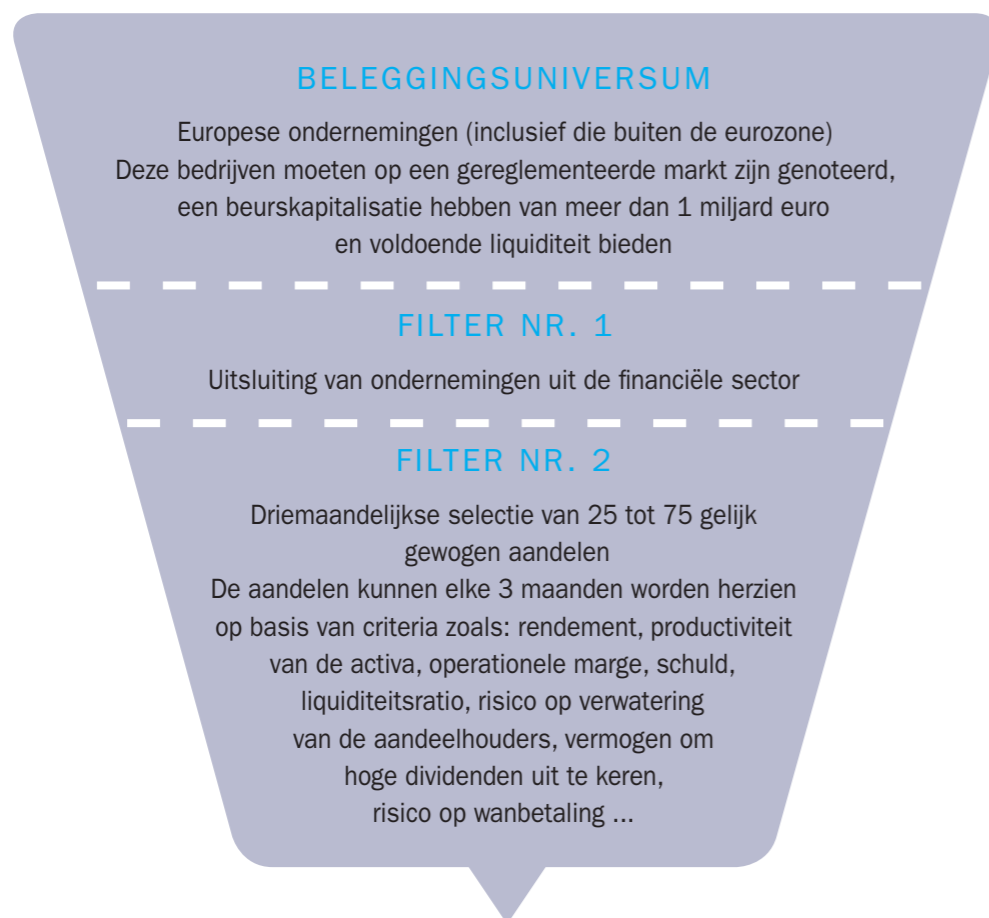 BELEGGINGSUNIVERSUM
Europese ondernemingen (inclusief die buiten de eurozone)
Deze bedrijven moeten op een gereglementeerde markt zijn genoteerd,
een beurskapitalisatie hebben van meer dan 1 miljard euro
en voldoende liquiditeit bieden
FILTER NR. 1
Uitsluiting van ondernemingen uit de financiële sector
FILTER NR. 2
Driemaandelijkse selectie van 25 tot 75 gelijk
gewogen aandelen
De aandelen kunnen elke 3 maanden worden herzien
op basis van criteria zoals: rendement, productiviteit
van de activa, operationele marge, schuld,
liquiditeitsratio, risico op verwatering
van de aandeelhouders, vermogen om
hoge dividenden uit te keren,
risico op wanbetaling ...